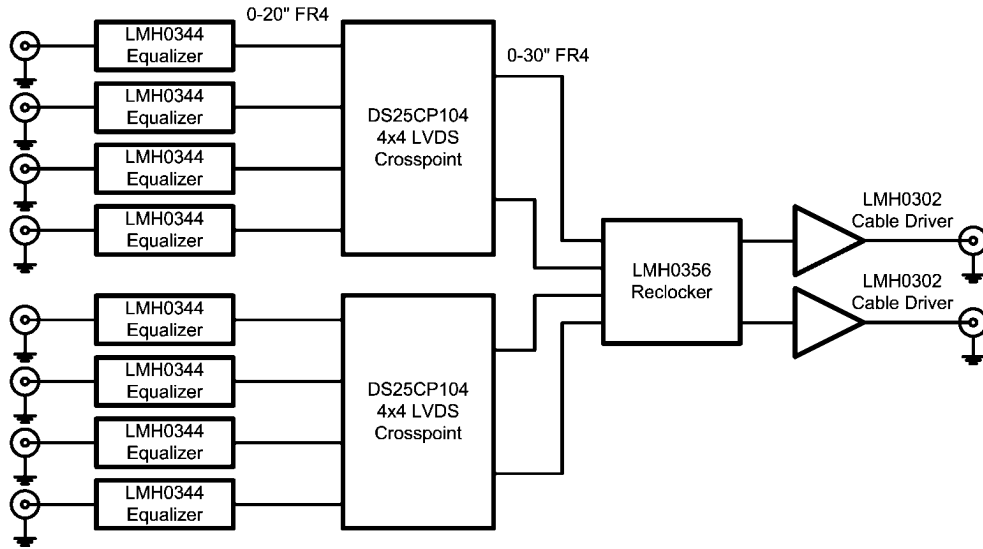 0-20" FR4
LMH0344
Equalizer
LMH0344
Equalizer
LMH0344
Equalizer
LMH0344
Equalizer
DS25CP104
4x4 LVDS
Crosspoint
0-30" FR4
LMH0344
Equalizer
LMH0344
Equalizer
LMH0344
Equalizer
LMH0344
Equalizer
DS25CP104
4x4 LVDS
Crosspoint
LMH0356
Reclocker
LMH0302
Cable Driver
LMH0302
Cable Driver